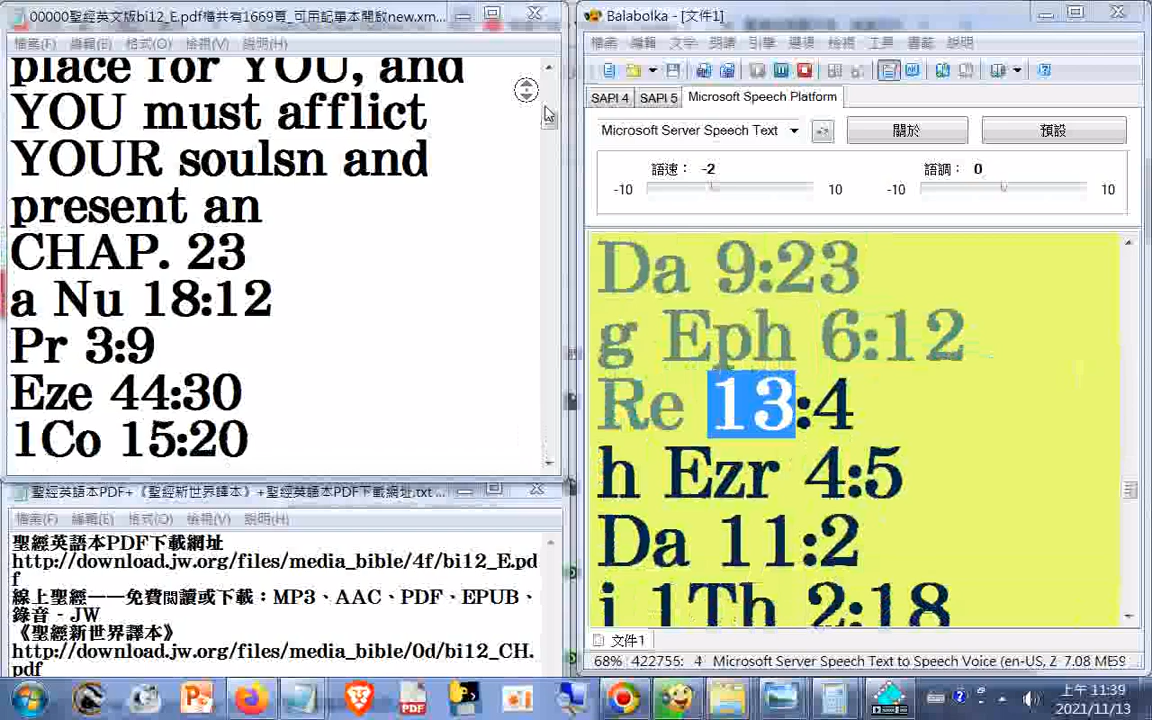 00000聖經英文版bi12_E.pdf檔共有1669頁_可用記事本開啟new.xm...
檔案(F) 編輯(E) 格式(O) 檢視(V) 說明(H)
place for YOU, and
YOU must afflict
YOUR soulsn and
present an
CHAP. 23
a Nu 18:12
Pr 3:9
Eze 44:30
1Co 15:20
聖經英語本PDF+《聖經新世界譯本》+聖經英語本PDF下載網址.txt ...
檔案(F) 編輯(E) 格式(O) 檢視(V) 說明(H)
聖經英語本PDF下載網址
http://download.jw.org/files/media_bible/4f/bi12_E.pd
f
線上聖經——免費閱讀或下載：MP3、AAC、PDF、EPUB、
錄音 - JW
《聖經新世界譯本》
http://download.jw.org/files/media_bible/0d/bi12_CH.
pdf
Balabolka - [文件1]
檔案 編輯 文字 朗讀 引擎 選項 檢視 工具 書籤 說明
SAPI 4 SAPI 5 Microsoft Speech Platform
Microsoft Server Speech Text 關於 預設
語速： -2 語調： 0
-10 10 -10 10
Da 9:23
g Eph 6:12
Re 13:4
h Ezr 4:5
Da 11:2
i 1Th 2:18
文件1
68% 422755: 4 Microsoft Server Speech Text to Speech Voice (en-US, Z 7.08 ME59
PDF
上午 11:39
2021/11/13